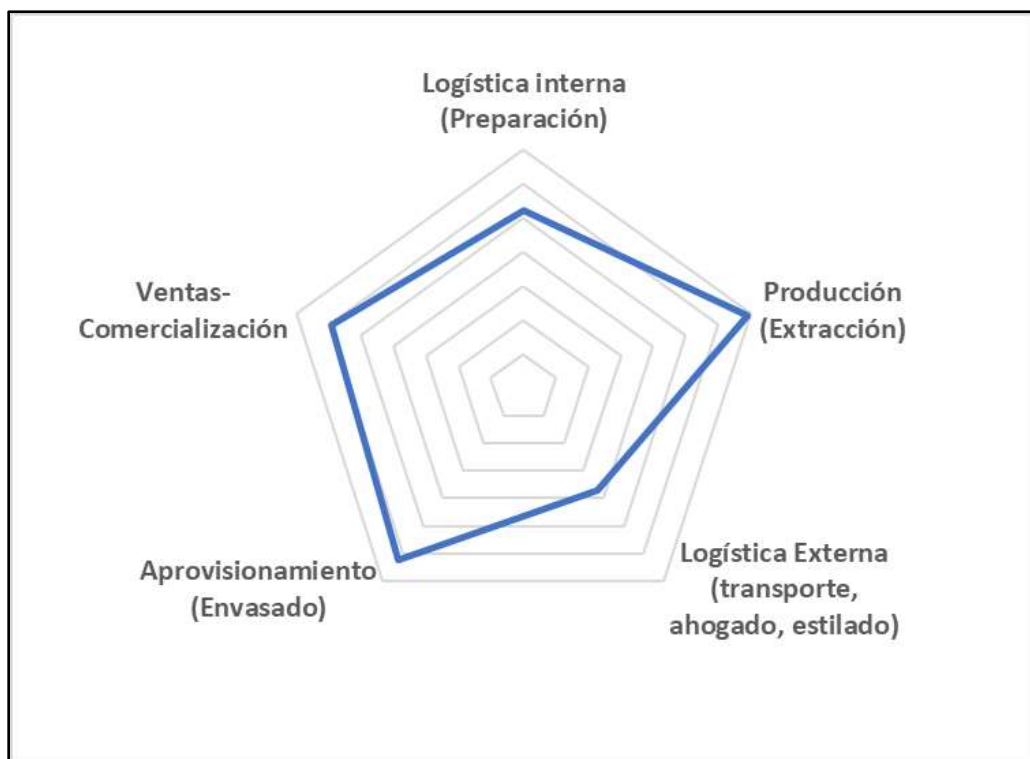 Logística interna
(Preparación)
Producción
(Extracción)
Logística Externa
(transporte,
ahogado, estilado)
Aprovisionamiento
(Envasado)
Ventas-
Comercialización